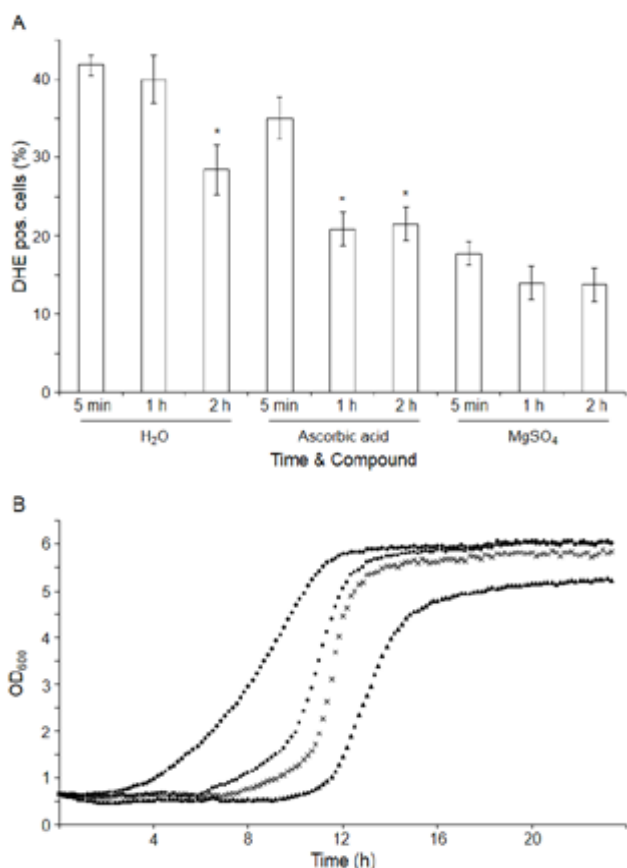 A
DHE pos. cells (%)
40
30
20
10
0
* * *
5 min 1 h 2 h 5 min 1 h 2 h 5 min 1 h 2 h
H₂O Ascorbic acid MgSO₄
Time & Compound
B
OD₆₀₀
6
5
4
3
2
1
0
4 8 12 16 20
Time (h)